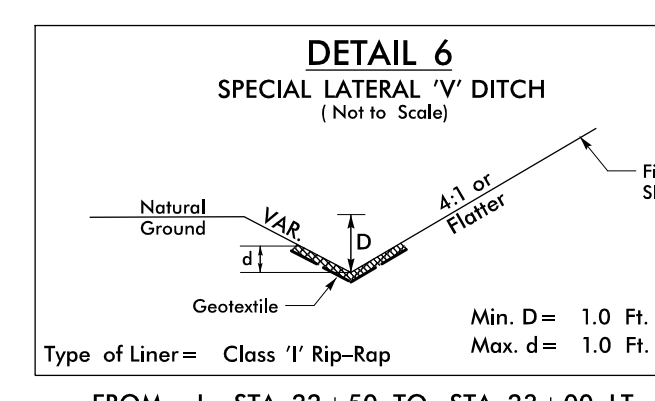 DETAIL 6
SPECIAL LATERAL 'V' DITCH
( Not to Scale)
Natural
Ground
VAR.
D
4:1 or
Flatter
d
Geotextile
Min. D = 1.0 Ft.
Max. d = 1.0 Ft.
Type of Liner = Class 'I' Rip-Rap